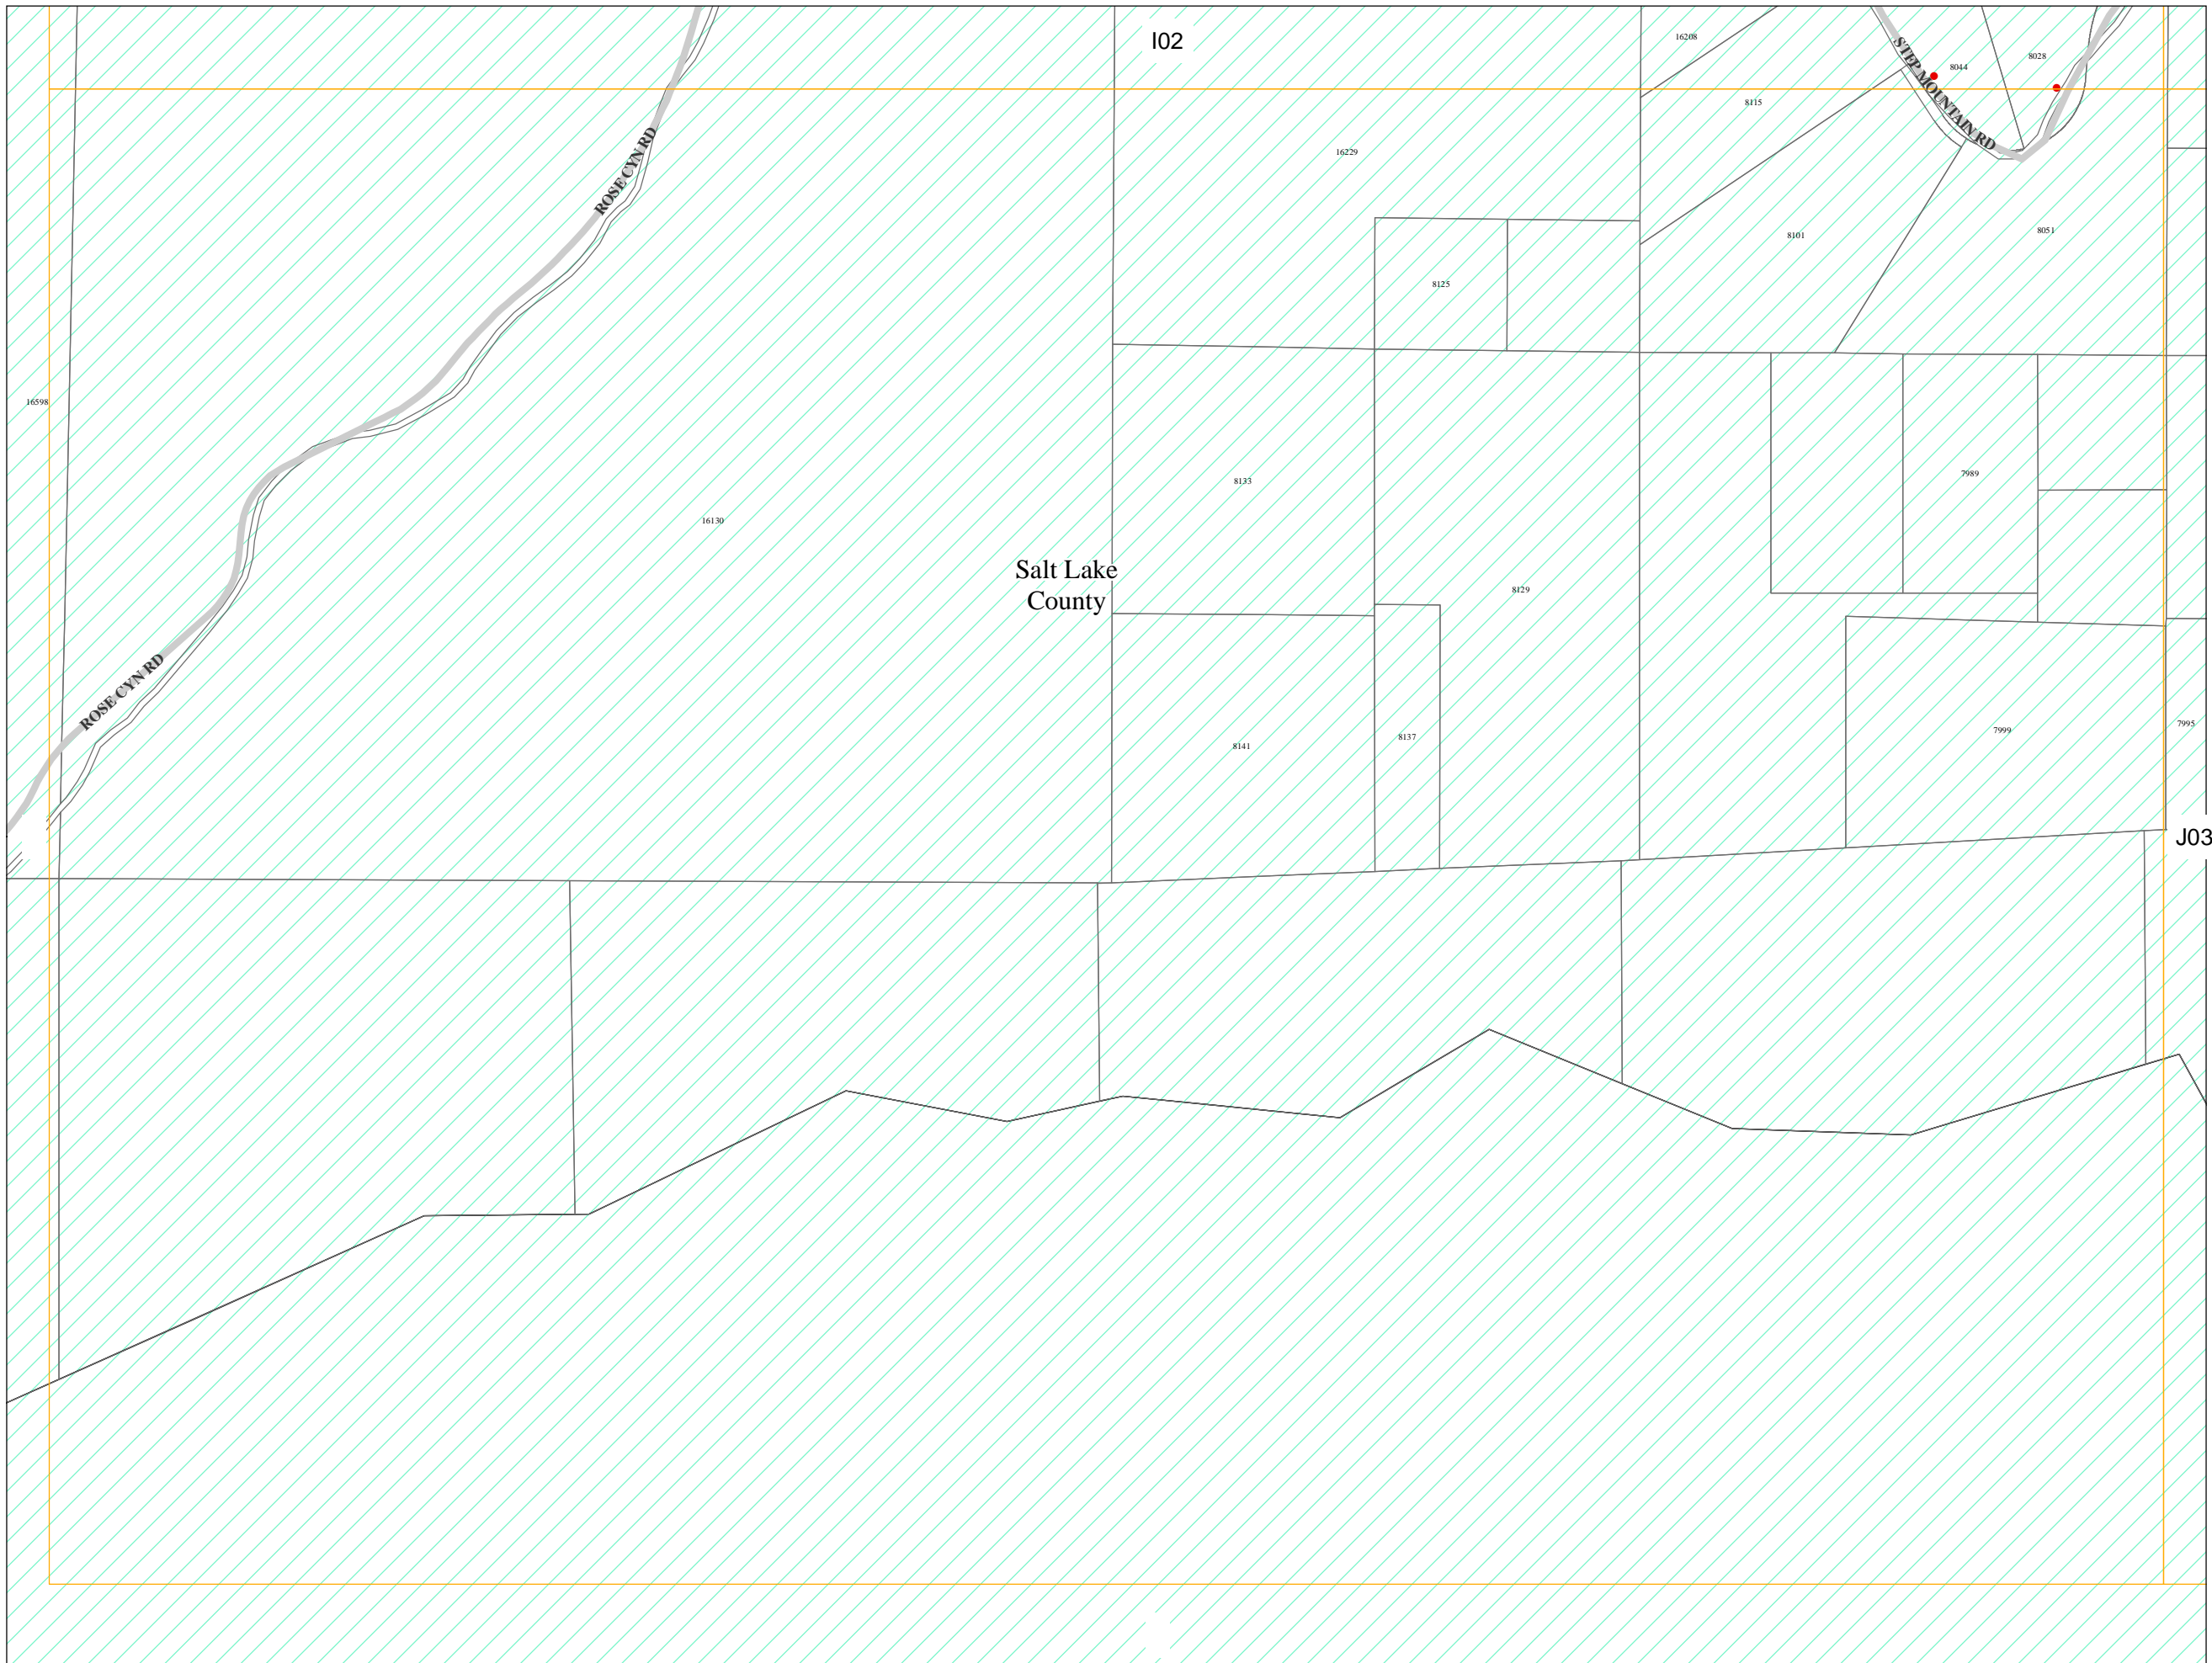 I02
16208
8044
8028
STEP MOUNTAIN RD
8115
ROSE CYN RD
16229
8051
8101
8125
16598
7989
8133
16130
Salt Lake
County
8129
ROSE CYN RD
7995
7999
8137
8141
J03